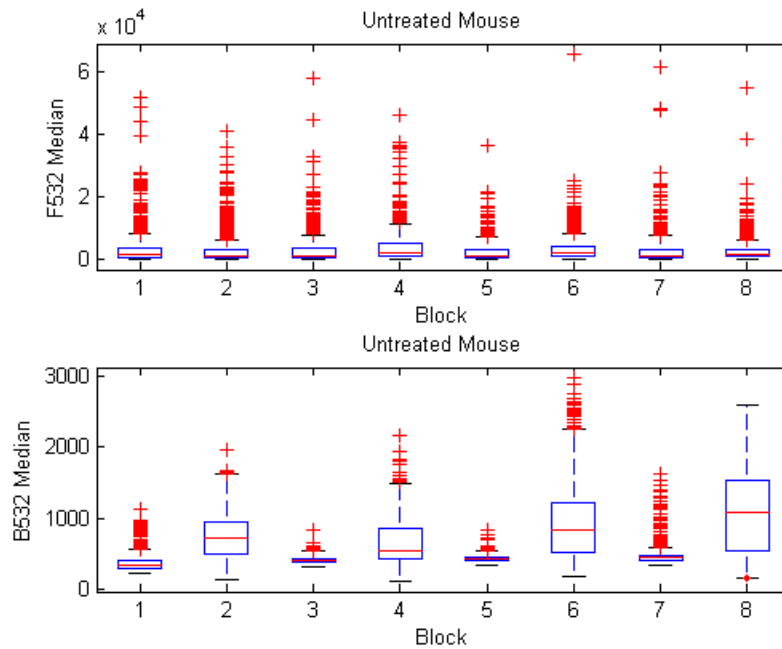 Untreated Mouse
x 10^4
6
4
2
0
F532 Median
1 2 3 4 5 6 7 8
Block
Untreated Mouse
3000
2000
1000
0
B532 Median
1 2 3 4 5 6 7 8
Block